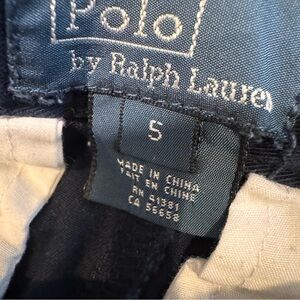 Polo
by Ralph Lauren
5
MADE IN CHINA
FAIT EN CHINE
RN 41381
CA 56658